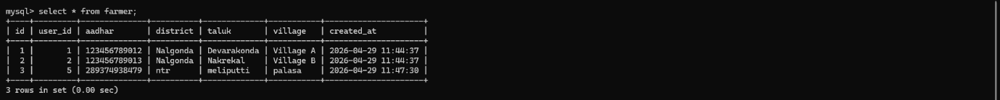 mysql> select * from farmer;
+----+---------+--------------+----------+-------------+-----------+---------------------+
| id | user_id | aadhar       | district | taluk       | village   | created_at          |
+----+---------+--------------+----------+-------------+-----------+---------------------+
|  1 |       1 | 123456789012 | Nalgonda | Devarakonda | Village A | 2026-04-29 11:44:37 |
|  2 |       2 | 123456789013 | Nalgonda | Nakrekal    | Village B | 2026-04-29 11:44:37 |
|  3 |       5 | 289374938479 | ntr      | meliputti   | palasa    | 2026-04-29 11:47:30 |
+----+---------+--------------+----------+-------------+-----------+---------------------+
3 rows in set (0.00 sec)